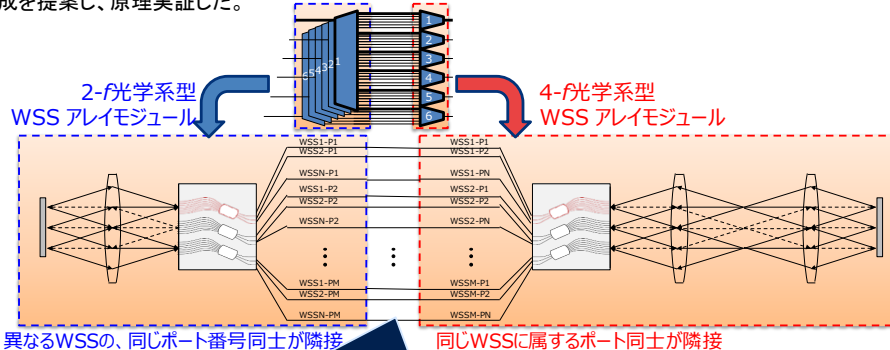 成を提案し、原理実証した。
654321
1
2
3
4
5
6
2-f光学系型
WSS アレイモジュール
4-f光学系型
WSS アレイモジュール
WSS1-P1
WSS2-P1
WSSN-P1
WSS1-P2
WSS2-P2
WSSN-P2
WSS1-PM
WSS2-PM
WSSN-PM
WSS1-P1
WSS1-P2
WSS1-PN
WSS2-P1
WSS2-P2
WSS2-PN
WSSM-P1
WSSM-P2
WSSM-PN
異なるWSSの、同じポート番号同士が隣接
同じWSSに属するポート同士が隣接